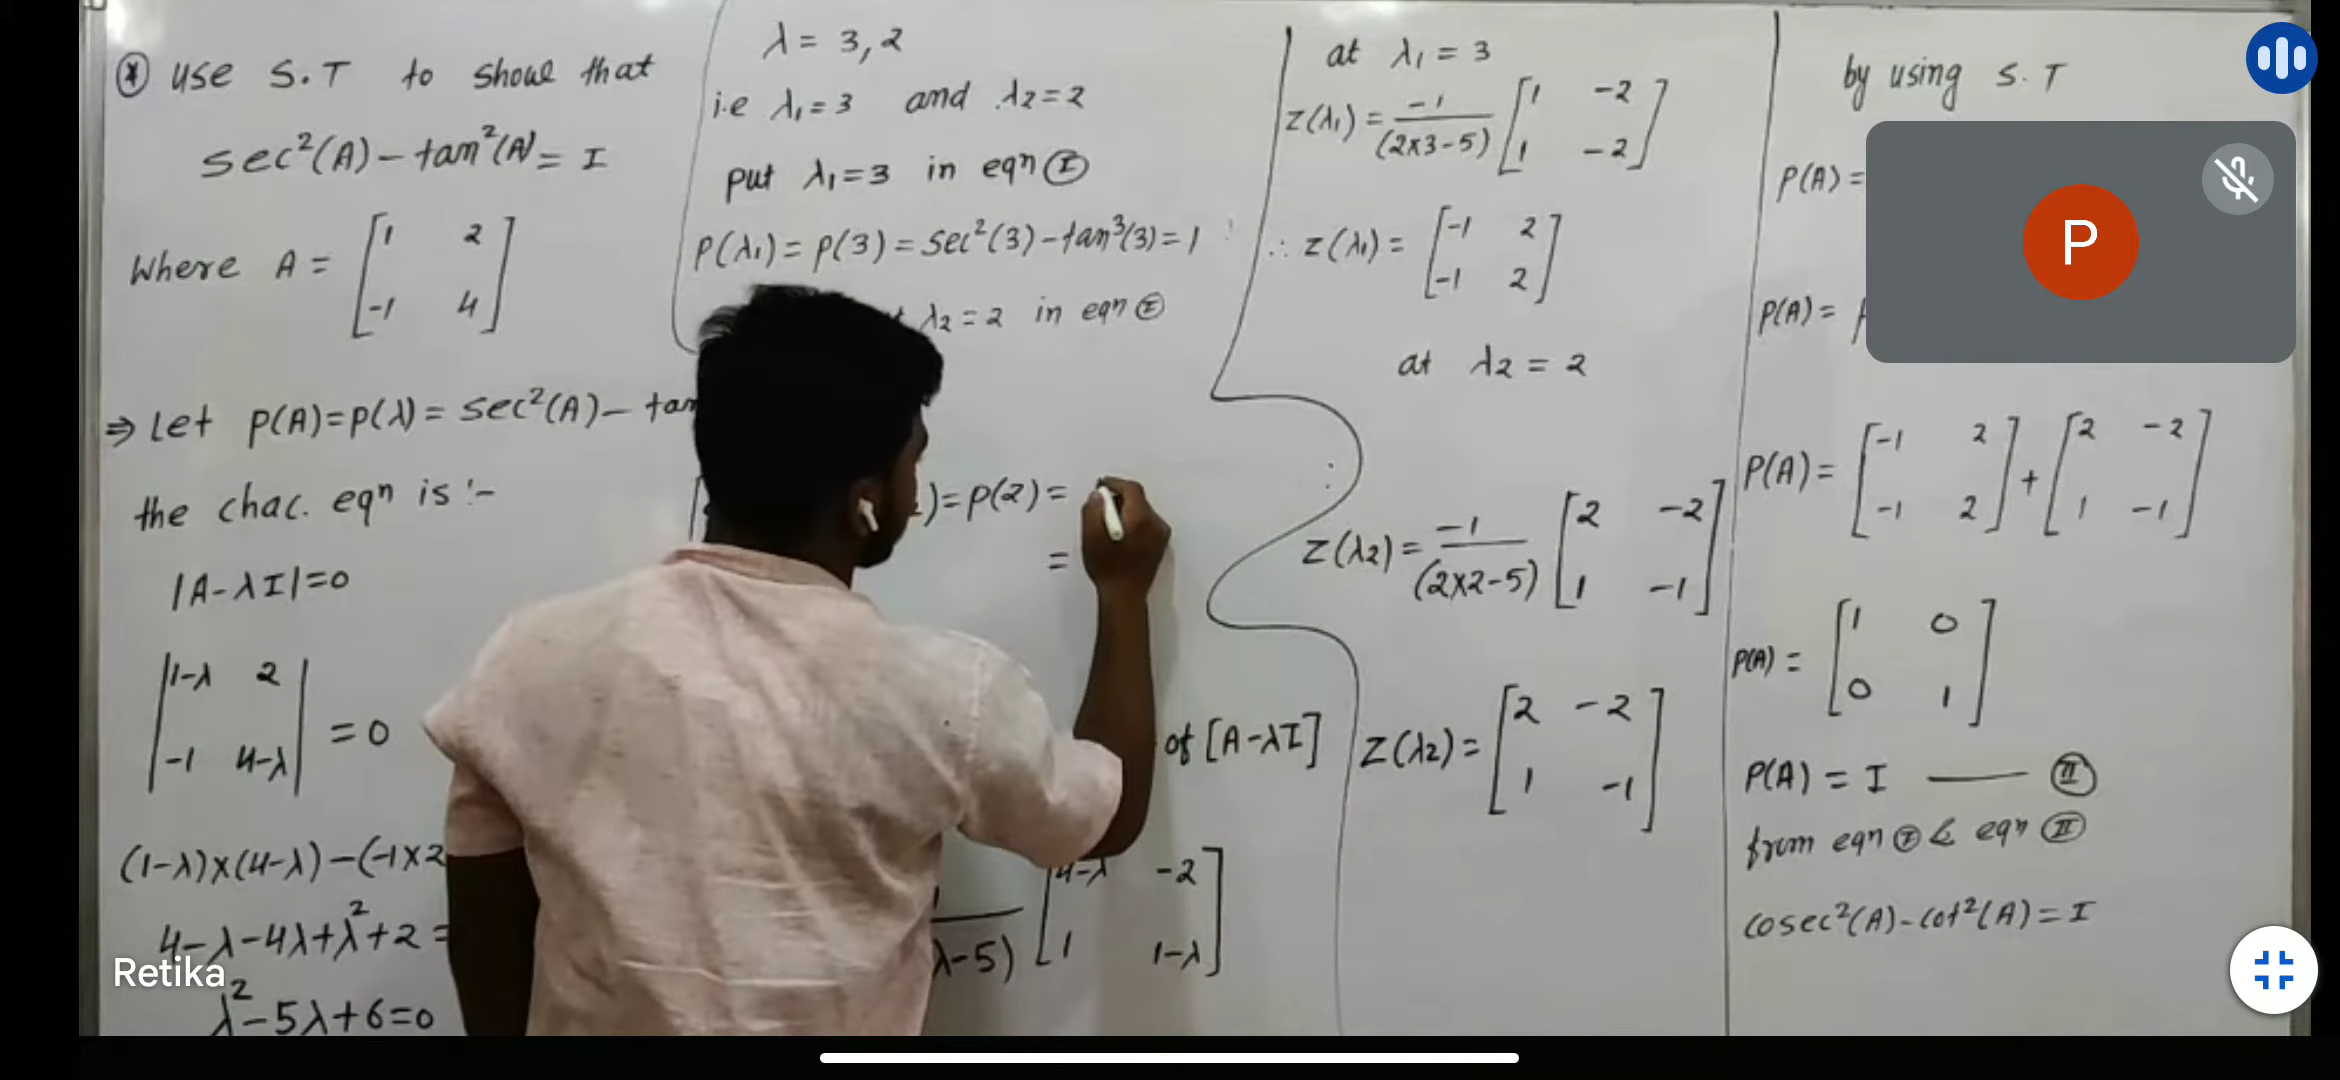 * use S.T to show that
sec²(A) – tan²(A) = I
Where A = [1 2
-1 4]
⇒ Let P(A)=P(λ) = sec²(A) – tan
the chac. eqn is :-
|A-λI|=0
|1-λ 2
-1 4-λ| = 0
(1-λ)×(4-λ)–(-1×2
4-λ-4λ+λ²+2=
λ²-5λ+6=0
Retika
λ = 3, 2
i.e λ₁=3 and λ₂=2
put λ₁=3 in eqn Ⓘ
P(λ₁) = P(3) = sec²(3) – tan³(3) = 1
λ₂ = 2 in eqn Ⓘ
) = P(2) =
=
of [A-λI]
λ-5) [4-λ -2
1 1-λ]
at λ₁ = 3
Z(λ₁) = -1/(2×3-5) [1 -2
1 -2]
∴ Z(λ₁) = [-1 2
-1 2]
at λ₂ = 2
Z(λ₂) = -1/(2×2-5) [2 -2
1 -1]
Z(λ₂) = [2 -2
1 -1]
by using S.T
P(A) =
P(A) =
P
P(A) = [-1 2
-1 2] + [2 -2
1 -1]
P(A) = [1 0
0 1]
P(A) = I —— Ⅱ
from eqn Ⓘ & eqn Ⅱ
cosec²(A) - cot²(A) = I